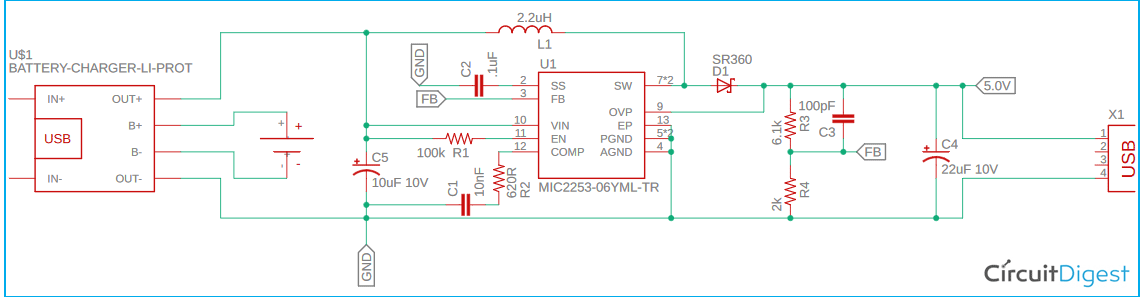 U$1
BATTERY-CHARGER-LI-PROT
IN+
OUT+
USB
B+
B-
IN-
OUT-
+
+
-
-
2.2uH
L1
GND
C2
.1uF
FB
100k
R1
+
C5
10uF 10V
C1
10nF
620R
R2
GND
U1
2
SS
3
FB
10
VIN
11
EN
12
COMP
SW
7*2
OVP
9
EP
13
PGND
5*2
AGND
4
MIC2253-06YML-TR
SR360
D1
6.1k
R3
100pF
C3
FB
2k
R4
+
C4
22uF 10V
5.0V
X1
1
2
3
4
USB
CiRCUiTDigest